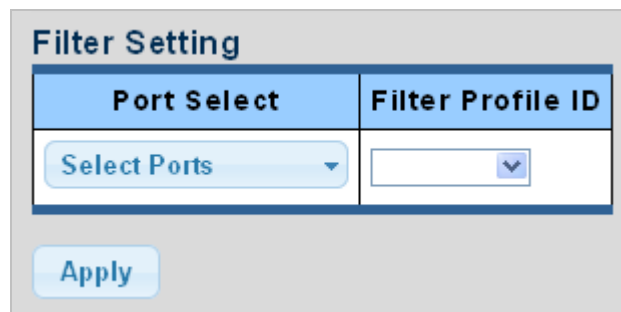 Filter Setting
Port Select Filter Profile ID
Select Ports
Apply